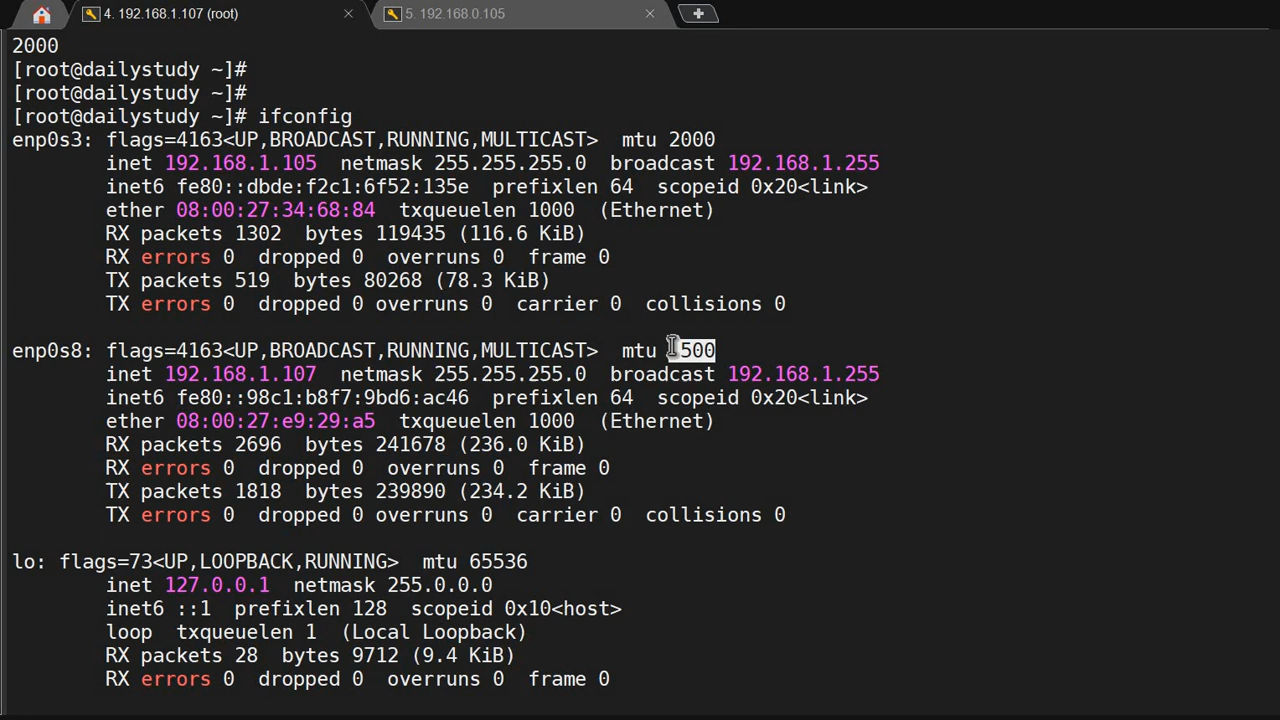 4. 192.168.1.107 (root)
5. 192.168.0.105
2000
[root@dailystudy ~]#
[root@dailystudy ~]#
[root@dailystudy ~]# ifconfig
enp0s3: flags=4163<UP,BROADCAST,RUNNING,MULTICAST>  mtu 2000
inet 192.168.1.105  netmask 255.255.255.0  broadcast 192.168.1.255
inet6 fe80::dbde:f2c1:6f52:135e  prefixlen 64  scopeid 0x20<link>
ether 08:00:27:34:68:84  txqueuelen 1000  (Ethernet)
RX packets 1302  bytes 119435 (116.6 KiB)
RX errors 0  dropped 0  overruns 0  frame 0
TX packets 519  bytes 80268 (78.3 KiB)
TX errors 0  dropped 0 overruns 0  carrier 0  collisions 0
enp0s8: flags=4163<UP,BROADCAST,RUNNING,MULTICAST>  mtu 1500
inet 192.168.1.107  netmask 255.255.255.0  broadcast 192.168.1.255
inet6 fe80::98c1:b8f7:9bd6:ac46  prefixlen 64  scopeid 0x20<link>
ether 08:00:27:e9:29:a5  txqueuelen 1000  (Ethernet)
RX packets 2696  bytes 241678 (236.0 KiB)
RX errors 0  dropped 0  overruns 0  frame 0
TX packets 1818  bytes 239890 (234.2 KiB)
TX errors 0  dropped 0 overruns 0  carrier 0  collisions 0
lo: flags=73<UP,LOOPBACK,RUNNING>  mtu 65536
inet 127.0.0.1  netmask 255.0.0.0
inet6 ::1  prefixlen 128  scopeid 0x10<host>
loop  txqueuelen 1  (Local Loopback)
RX packets 28  bytes 9712 (9.4 KiB)
RX errors 0  dropped 0  overruns 0  frame 0